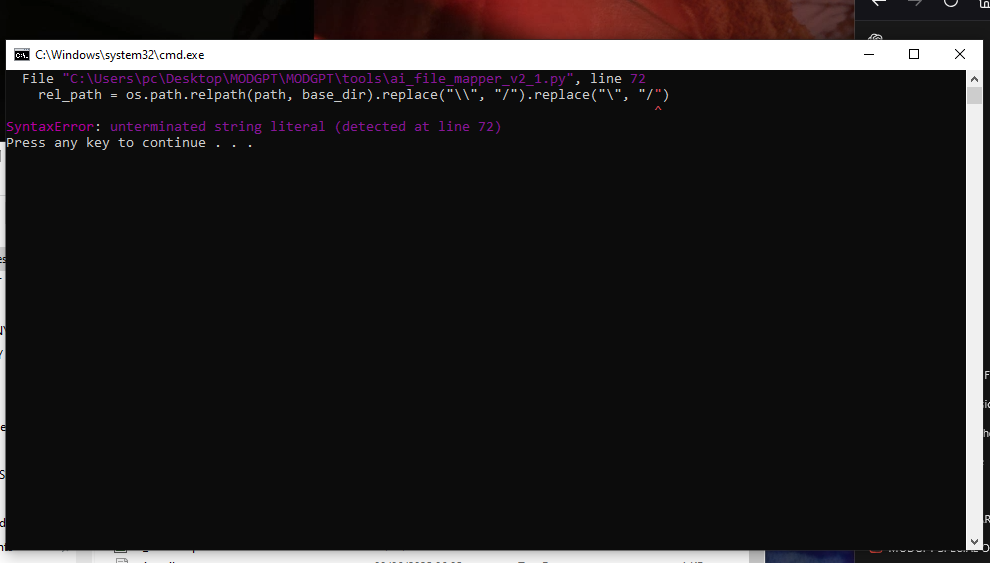 C:\Windows\system32\cmd.exe
File "C:\Users\pc\Desktop\MODGPT\MODGPT\tools\ai_file_mapper_v2_1.py", line 72
rel_path = os.path.relpath(path, base_dir).replace("\\", "/").replace("\", "/")
^
SyntaxError: unterminated string literal (detected at line 72)
Press any key to continue . . .